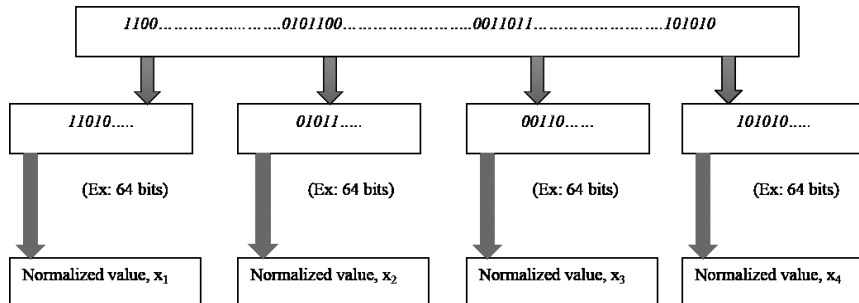 1100……………….…….0101100…………………………0011011…………………….…..101010
11010…..
01011…..
00110……
101010…..
(Ex: 64 bits)
(Ex: 64 bits)
(Ex: 64 bits)
(Ex: 64 bits)
Normalized value, x₁
Normalized value, x₂
Normalized value, x₃
Normalized value, x₄